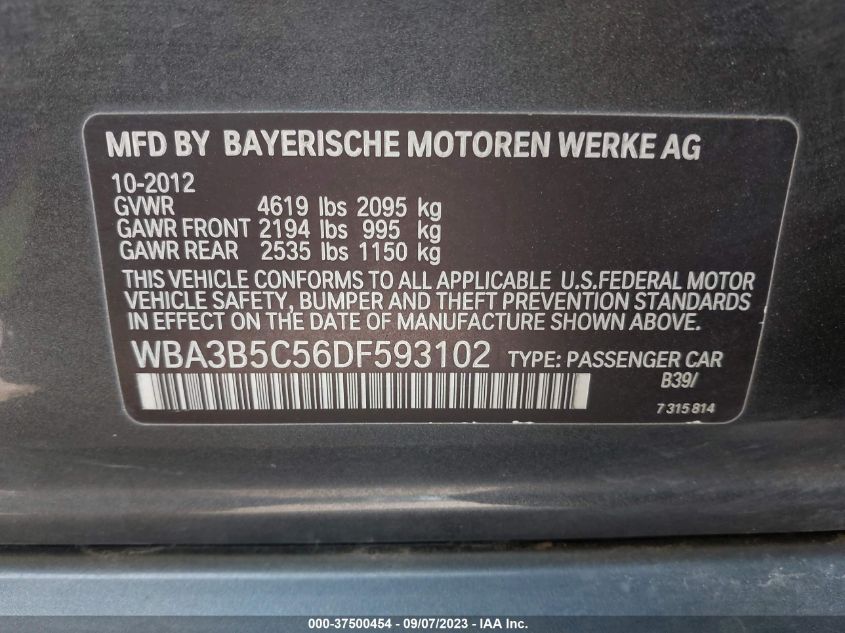 MFD BY BAYERISCHE MOTOREN WERKE AG
10-2012
GVWR 4619 lbs 2095 kg
GAWR FRONT 2194 lbs 995 kg
GAWR REAR 2535 lbs 1150 kg
THIS VEHICLE CONFORMS TO ALL APPLICABLE U.S.FEDERAL MOTOR
VEHICLE SAFETY, BUMPER AND THEFT PREVENTION STANDARDS
IN EFFECT ON THE DATE OF MANUFACTURE SHOWN ABOVE.
WBA3B5C56DF593102 TYPE: PASSENGER CAR
B39/
7 315 814
000-37500454 - 09/07/2023 - IAA Inc.